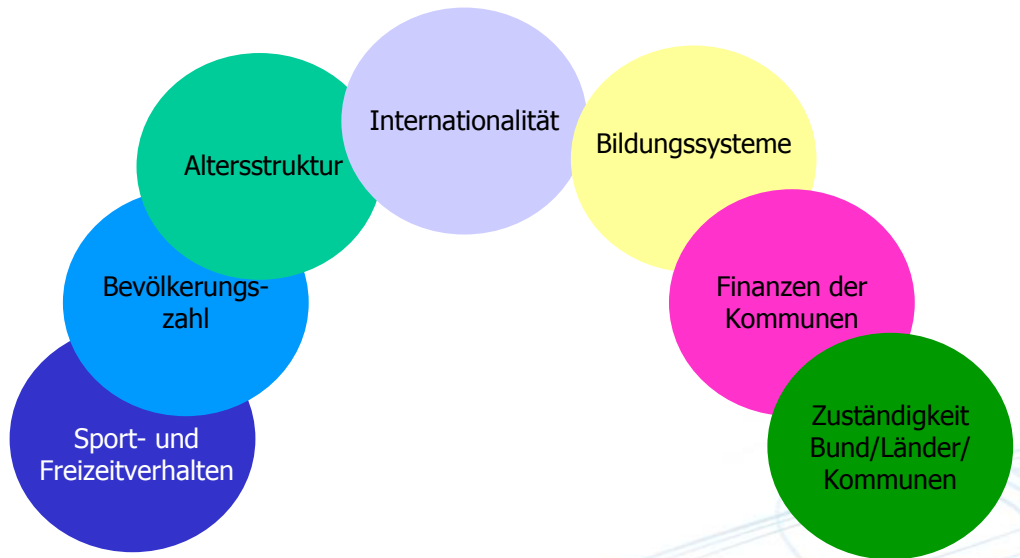 Sport- und
Freizeitverhalten
Bevölkerungs-
zahl
Altersstruktur
Internationalität
Bildungssysteme
Finanzen der
Kommunen
Zuständigkeit
Bund/Länder/
Kommunen